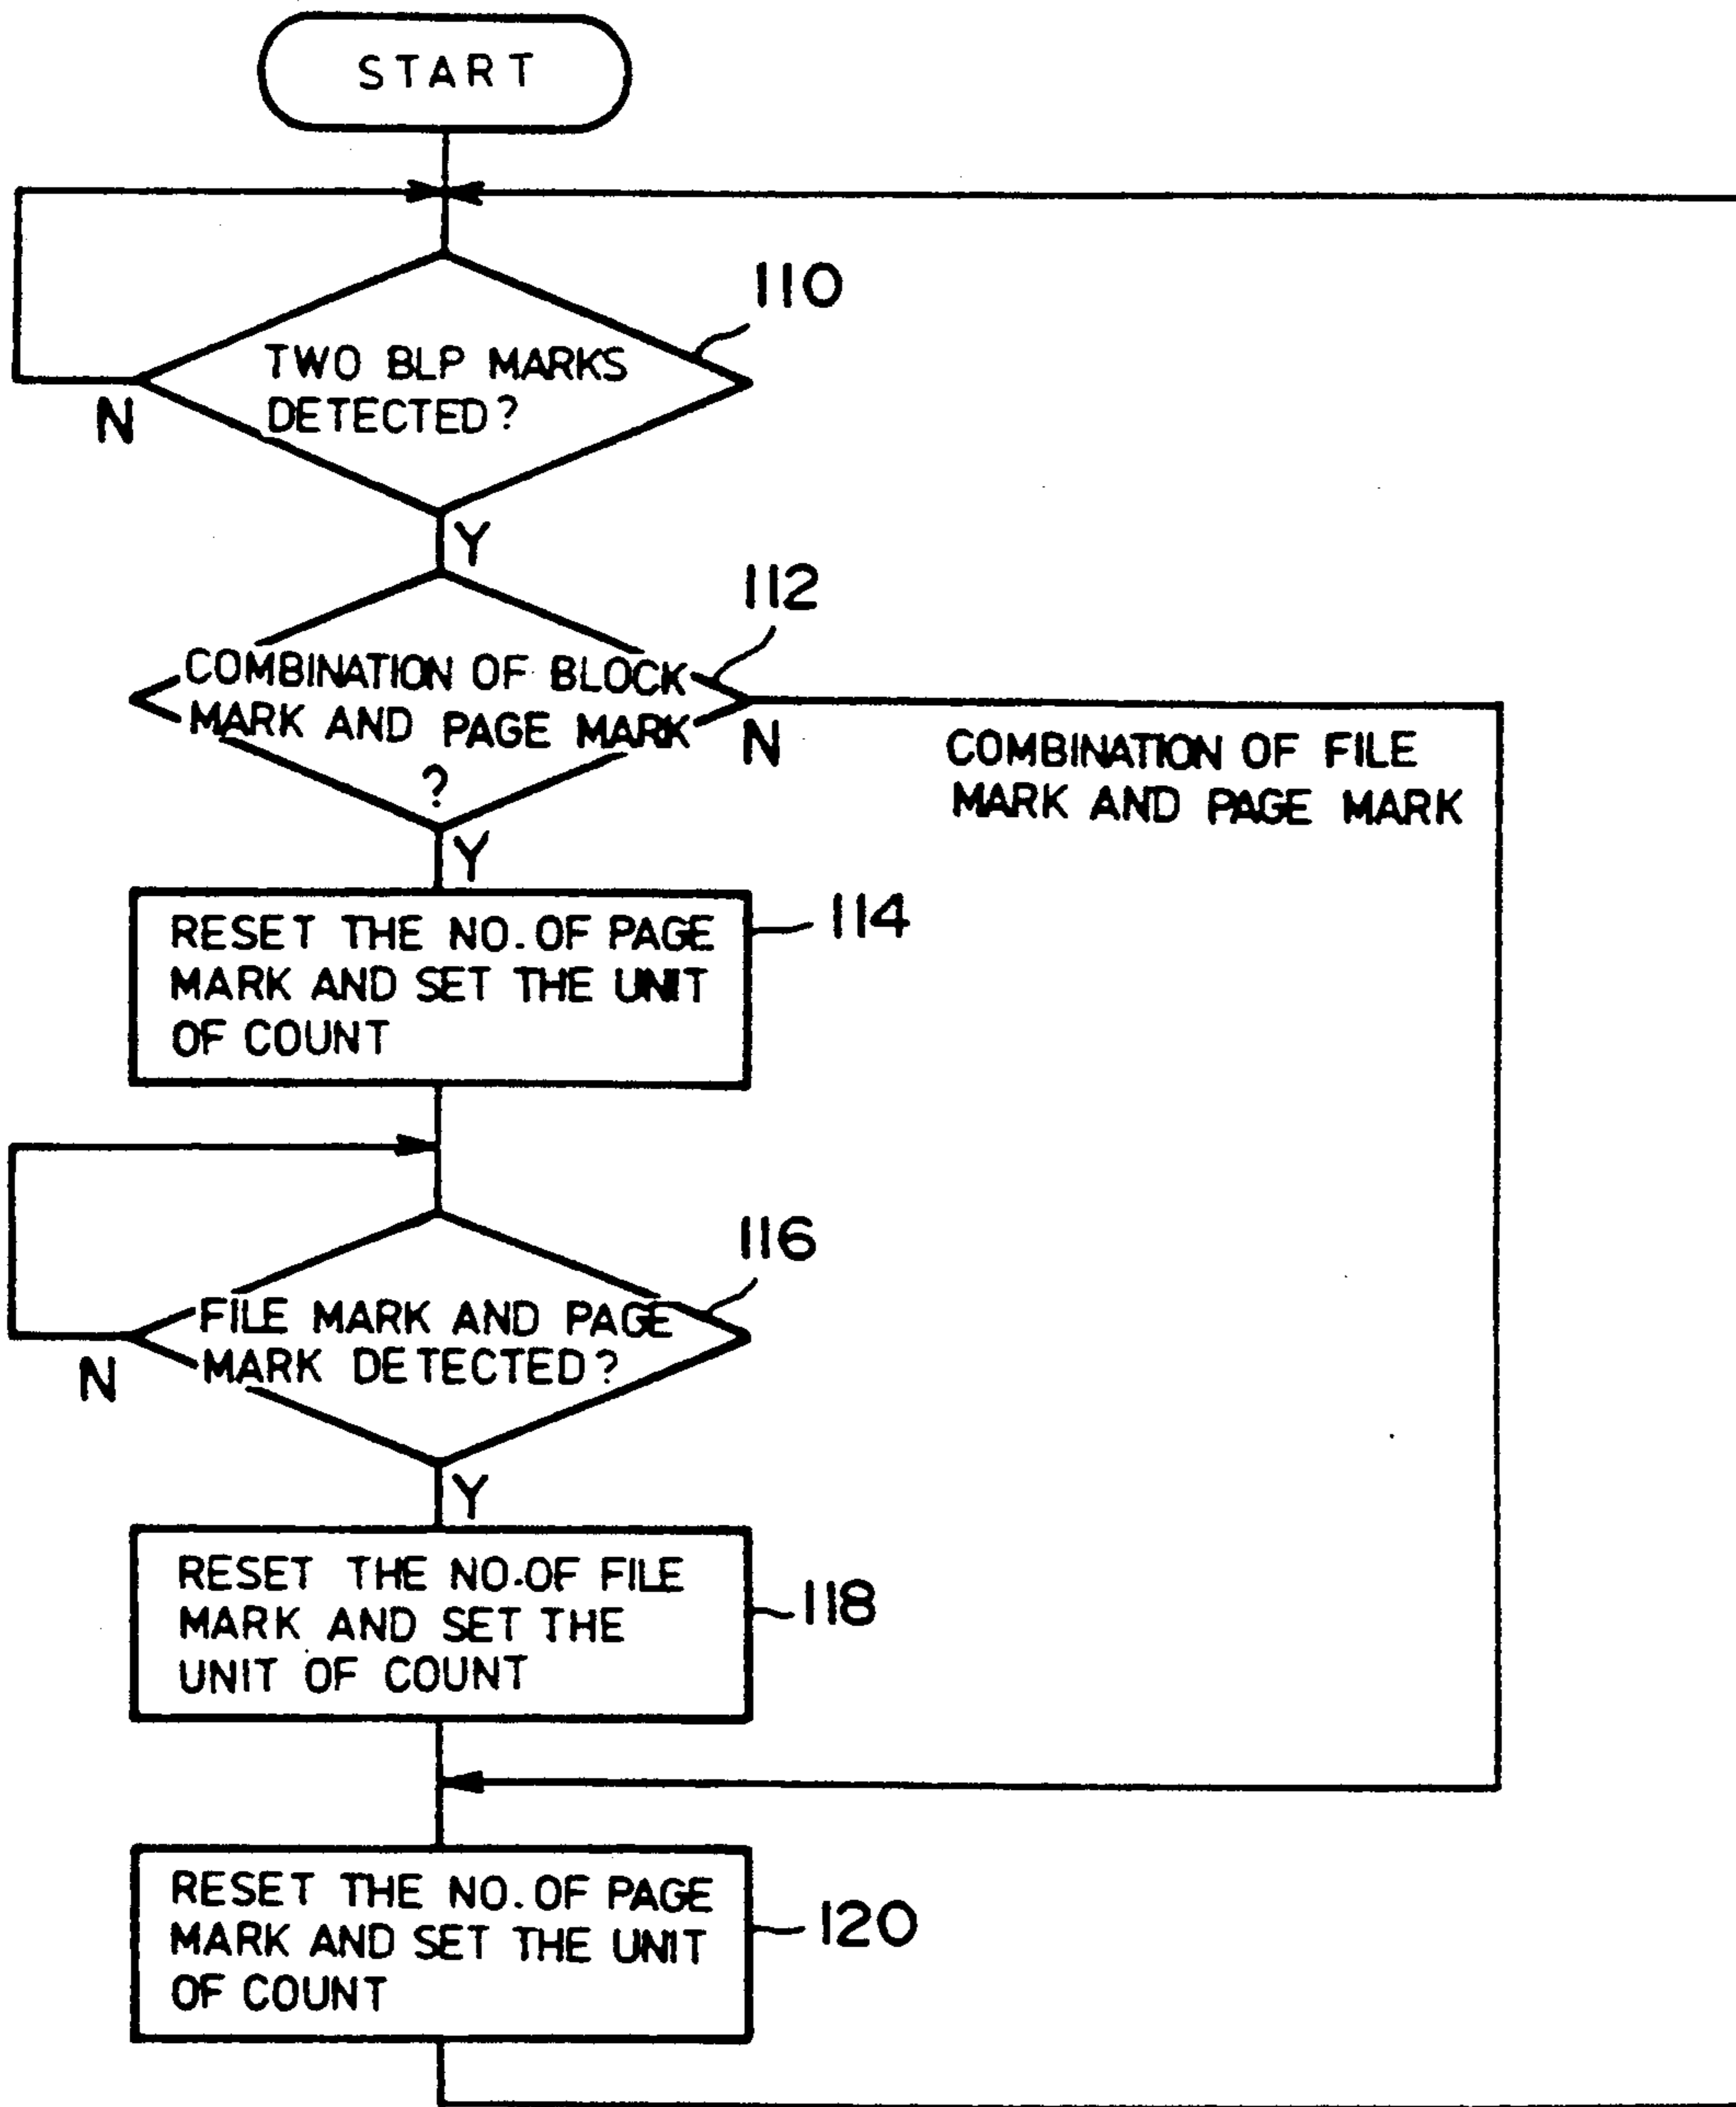 START
110
TWO BLP MARKS
DETECTED?
N
Y
112
COMBINATION OF BLOCK
MARK AND PAGE MARK
?
N
COMBINATION OF FILE
MARK AND PAGE MARK
Y
114
RESET THE NO. OF PAGE
MARK AND SET THE UNIT
OF COUNT
116
FILE MARK AND PAGE
MARK DETECTED?
N
Y
RESET THE NO. OF FILE
MARK AND SET THE
UNIT OF COUNT
118
RESET THE NO. OF PAGE
MARK AND SET THE UNIT
OF COUNT
120